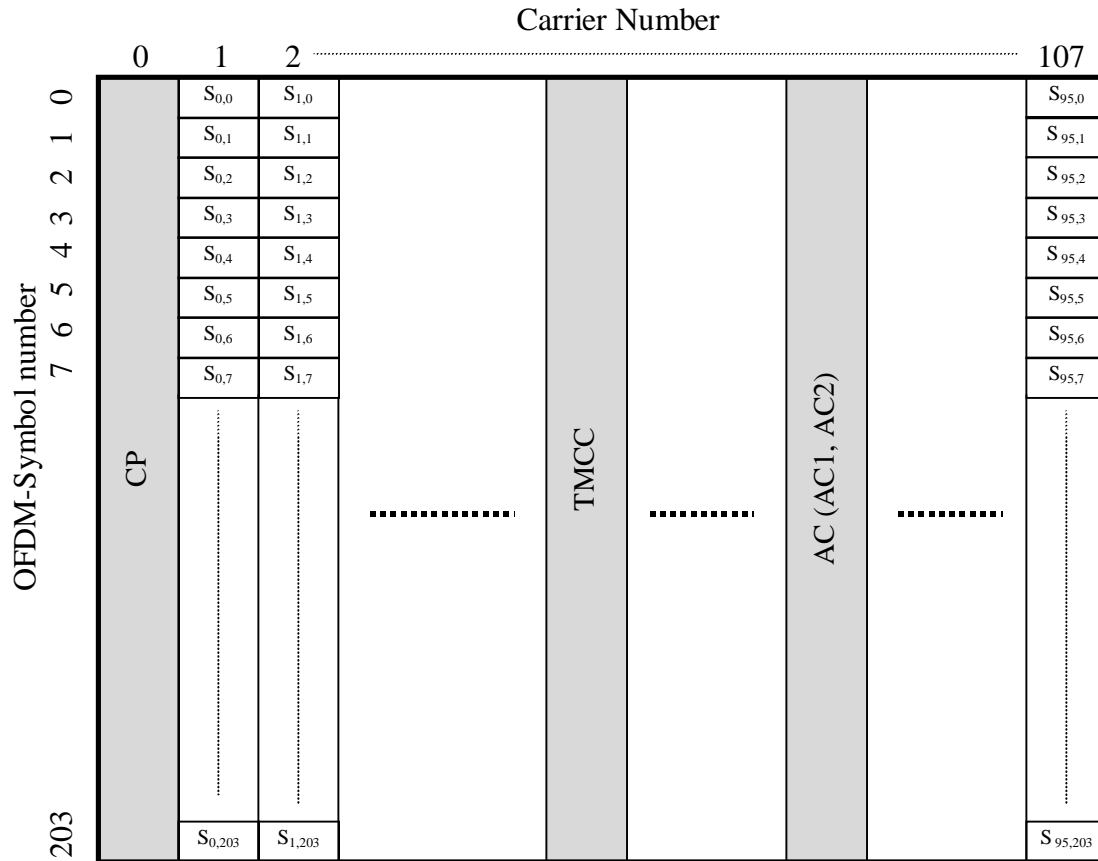 Carrier Number
0 1 2 107
OFDM-Symbol number
0 S0,0 S1,0 S95,0
1 S0,1 S1,1 S95,1
2 S0,2 S1,2 S95,2
3 S0,3 S1,3 S95,3
4 S0,4 S1,4 S95,4
5 S0,5 S1,5 S95,5
6 S0,6 S1,6 S95,6
7 S0,7 S1,7 S95,7
CP
TMCC
AC (AC1, AC2)
203 S0,203 S1,203 S95,203